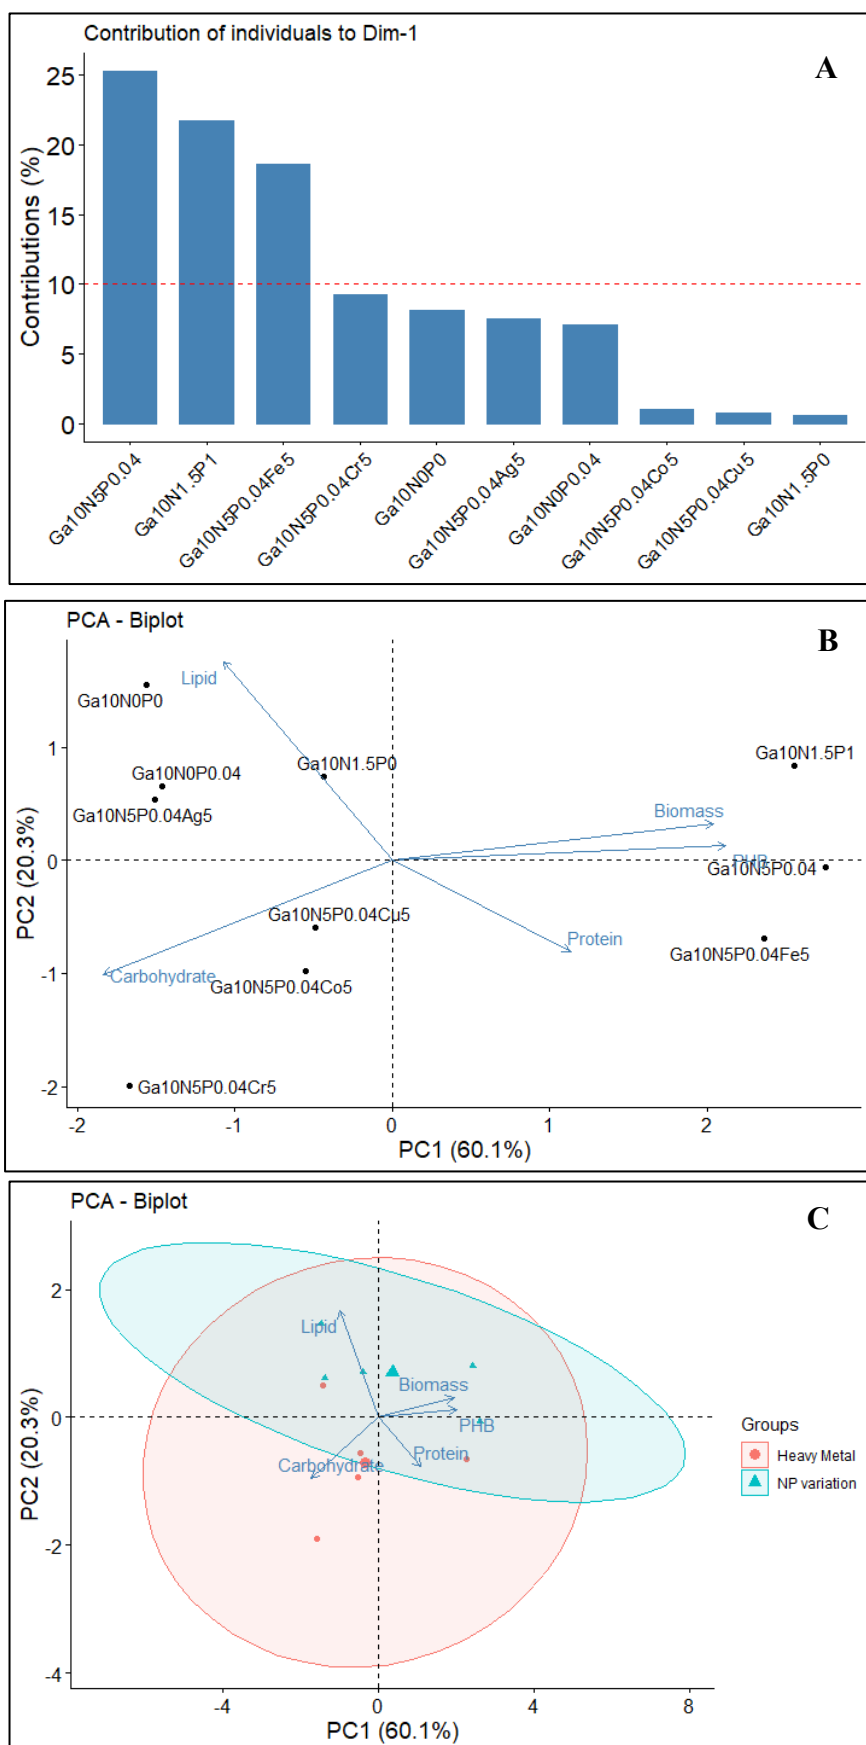 Contribution of individuals to Dim-1
A
Contributions (%)
25
20
15
10
5
0
Ga10N5P0.04
Ga10N1.5P1
Ga10N5P0.04Fe5
Ga10N5P0.04Cr5
Ga10N0P0
Ga10N5P0.04Ag5
Ga10N0P0.04
Ga10N5P0.04Co5
Ga10N5P0.04Cu5
Ga10N1.5P0
PCA - Biplot
B
Lipid
Ga10N0P0
Ga10N1.5P1
Ga10N1.5P0
Ga10N0P0.04
Ga10N5P0.04Ag5
Biomass
PHB
Ga10N5P0.04
Ga10N5P0.04Cu5
Protein
Ga10N5P0.04Fe5
Carbohydrate
Ga10N5P0.04Co5
Ga10N5P0.04Cr5
PC2 (20.3%)
1
0
-1
-2
-2
-1
0
1
2
PC1 (60.1%)
PCA - Biplot
C
Lipid
Biomass
PHB
Protein
Carbohydrate
PC2 (20.3%)
2
0
-2
-4
-4
0
4
8
PC1 (60.1%)
Groups
Heavy Metal
NP variation